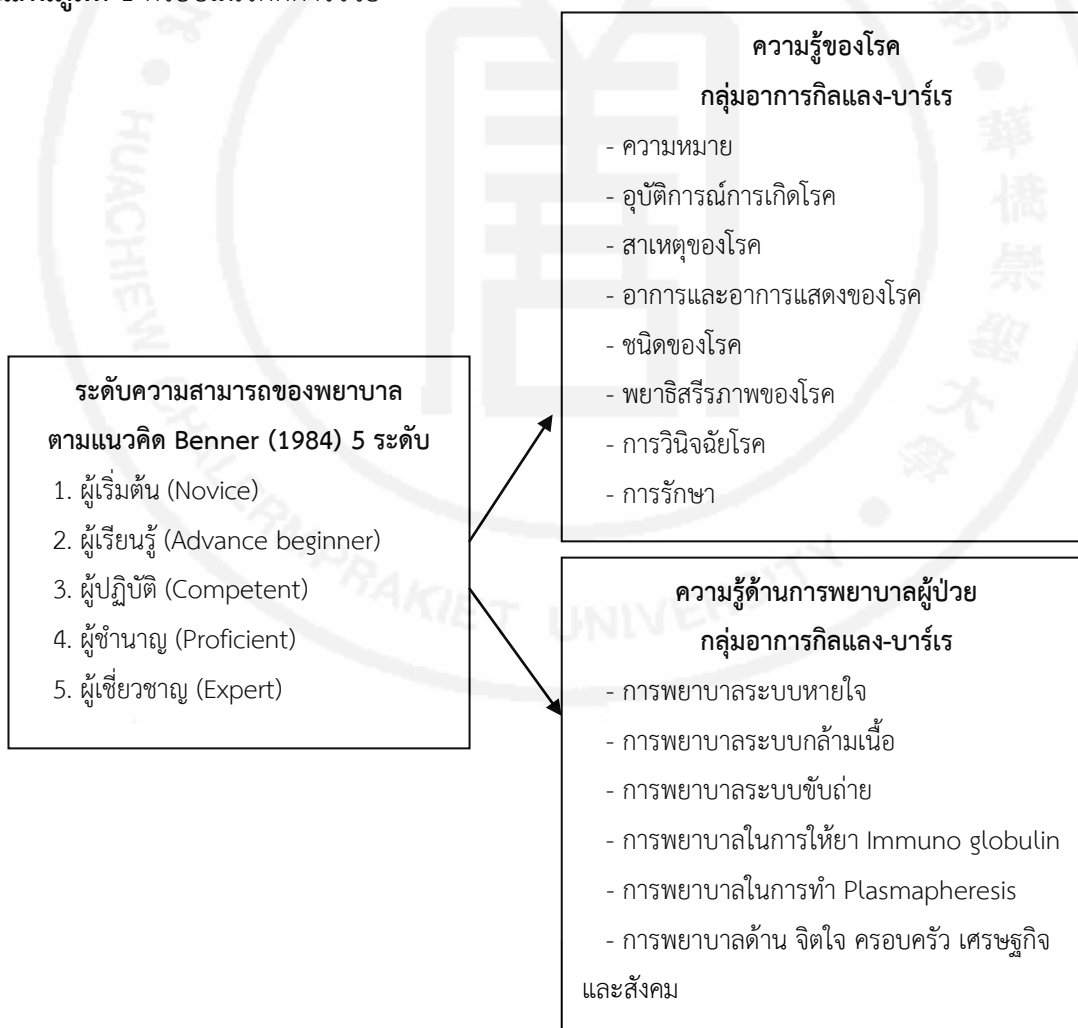 1
ความรู้ของโรค
กลุ่มอาการกิลแลง-บาร์เร
- ความหมาย
- อุบัติการณ์การเกิดโรค
- สาเหตุของโรค
- อาการและอาการแสดงของโรค
- ชนิดของโรค
- พยาธิสรีรภาพของโรค
- การวินิจฉัยโรค
- การรักษา
ระดับความสามารถของพยาบาล
ตามแนวคิด Benner (1984) 5 ระดับ
1. ผู้เริ่มต้น (Novice)
2. ผู้เรียนรู้ (Advance beginner)
3. ผู้ปฏิบัติ (Competent)
4. ผู้ชำนาญ (Proficient)
5. ผู้เชี่ยวชาญ (Expert)
ความรู้ด้านการพยาบาลผู้ป่วย
กลุ่มอาการกิลแลง-บาร์เร
- การพยาบาลระบบหายใจ
- การพยาบาลระบบกล้ามเนื้อ
- การพยาบาลระบบขับถ่าย
- การพยาบาลในการให้ยา Immuno globulin
- การพยาบาลในการทำ Plasmapheresis
- การพยาบาลด้าน จิตใจ ครอบครัว เศรษฐกิจ
และสังคม
HUACHIEW CHALERMPRAKIET UNIVERSITY
華僑崇聖大學